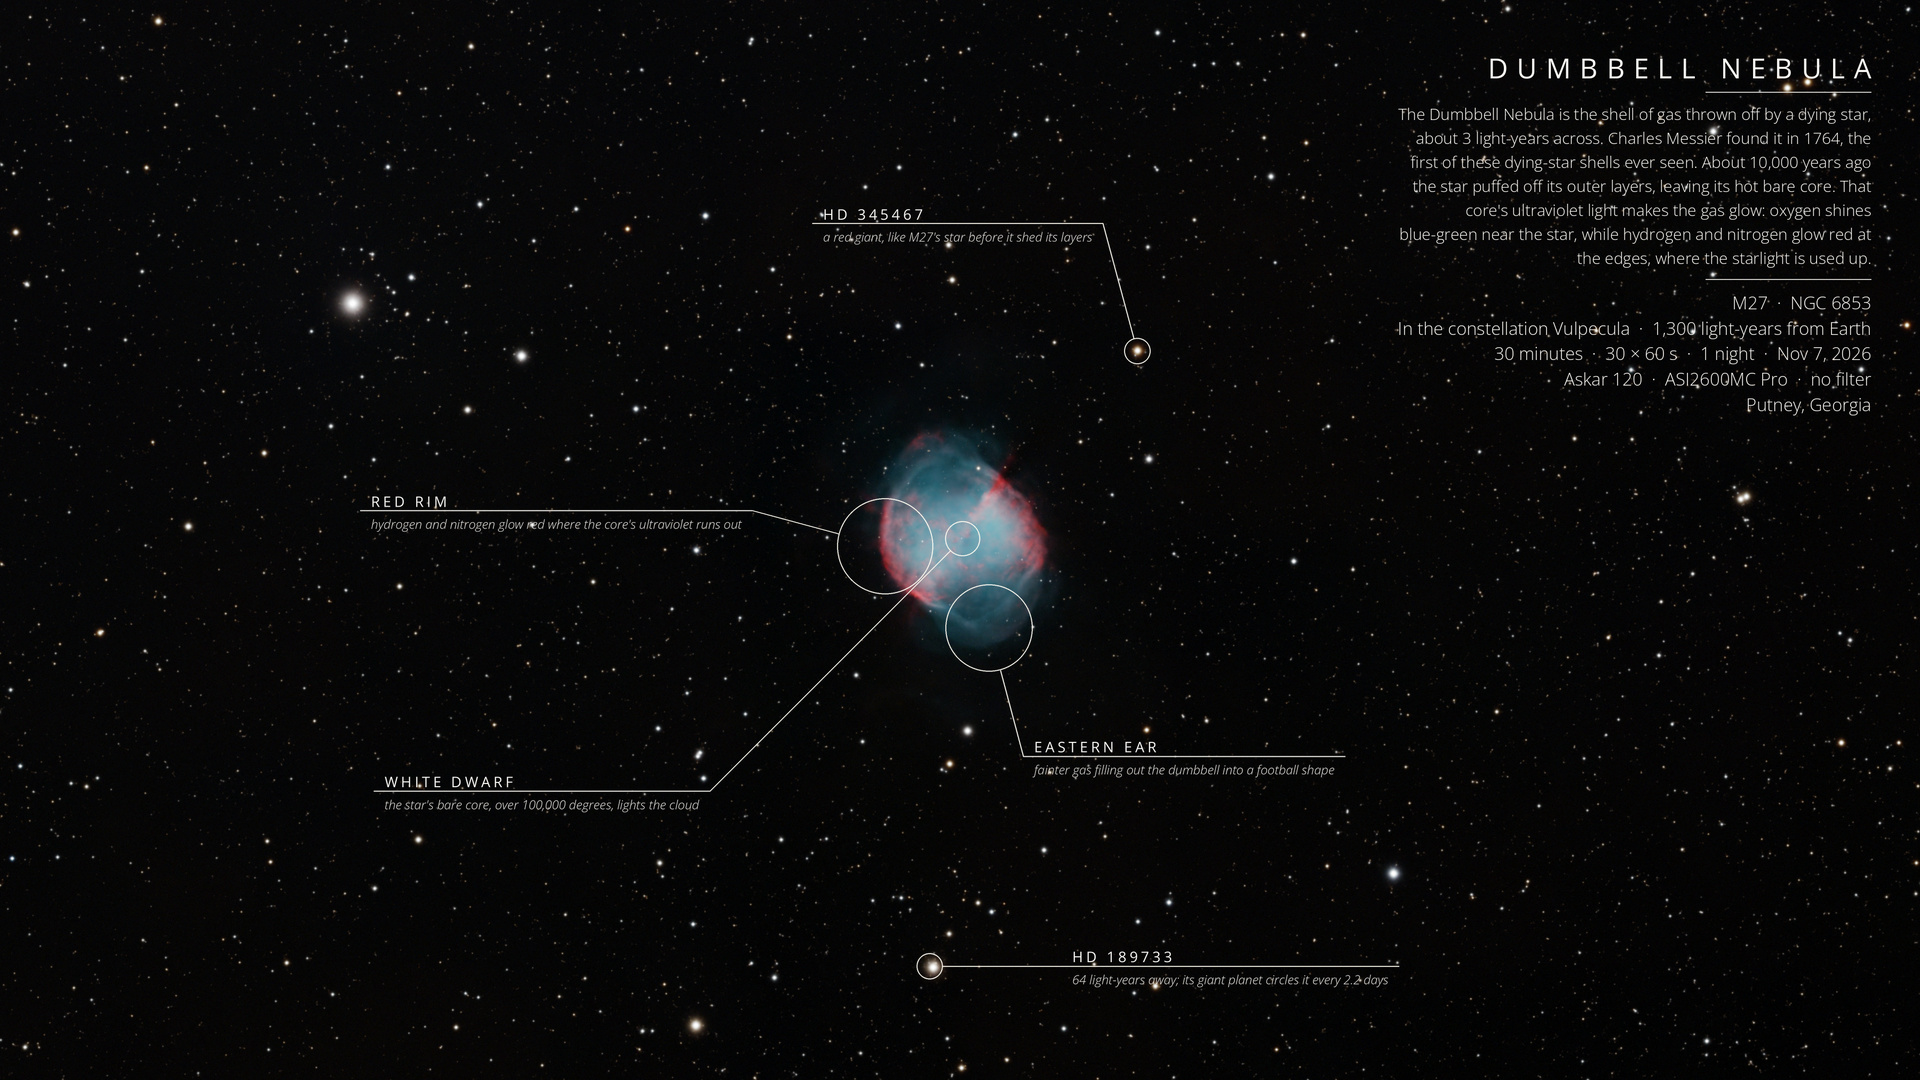 DUMBBELL NEBULA
The Dumbbell Nebula is the shell of gas thrown off by a dying star,
about 3 light-years across. Charles Messier found it in 1764, the
first of these dying-star shells ever seen. About 10,000 years ago
the star puffed off its outer layers, leaving its hot bare core. That
core's ultraviolet light makes the gas glow: oxygen shines
blue-green near the star, while hydrogen and nitrogen glow red at
the edges, where the starlight is used up.
M27 · NGC 6853
In the constellation Vulpecula · 1,300 light-years from Earth
30 minutes · 30 × 60 s · 1 night · Nov 7, 2026
Askar 120 · ASI2600MC Pro · no filter
Putney, Georgia
HD 345467
a red giant, like M27's star before it shed its layers
RED RIM
hydrogen and nitrogen glow red where the core's ultraviolet runs out
EASTERN EAR
fainter gas filling out the dumbbell into a football shape
WHITE DWARF
the star's bare core, over 100,000 degrees, lights the cloud
HD 189733
64 light-years away; its giant planet circles it every 2.2 days